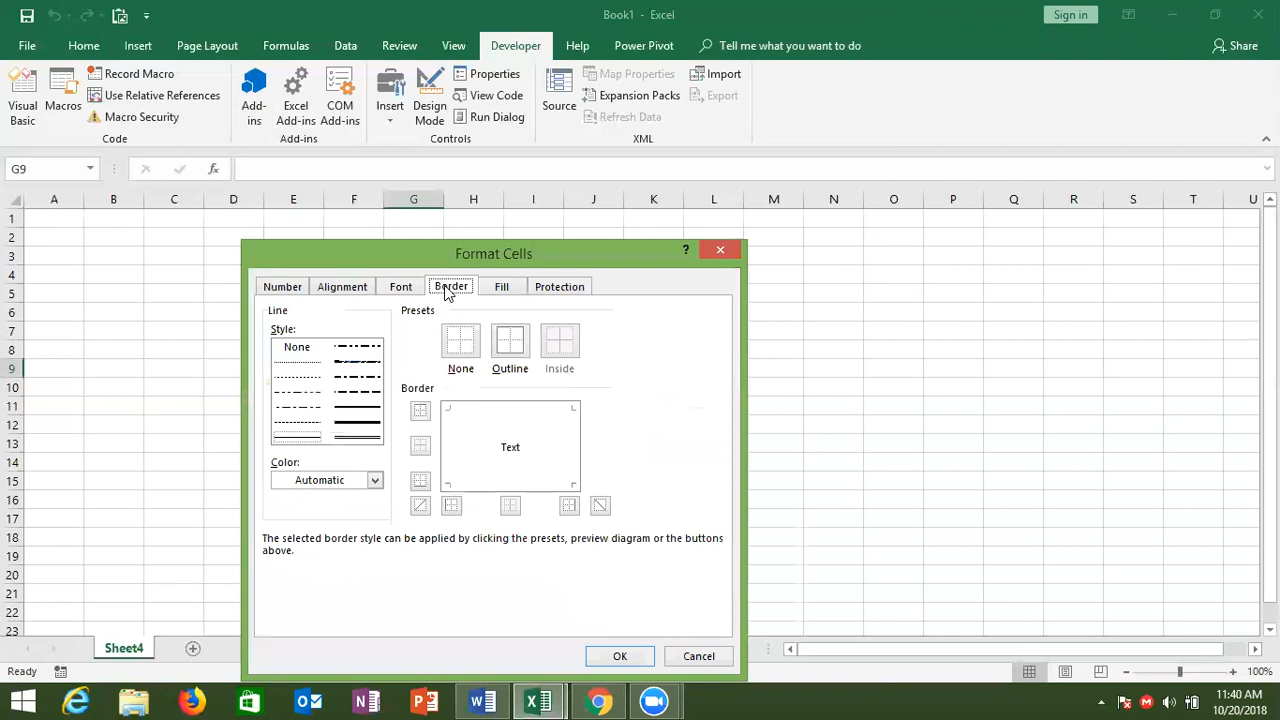 Book1 - Excel
Sign in
File Home Insert Page Layout Formulas Data Review View Developer Help Power Pivot Tell me what you want to do Share
Visual Basic
Macros
Record Macro
Use Relative References
Macro Security
Code
Add-ins
Excel Add-ins
COM Add-ins
Add-ins
Insert
Design Mode
Properties
View Code
Run Dialog
Controls
Source
Map Properties
Expansion Packs
Refresh Data
Import
Export
XML
G9
fx
A B C D E F G H I J K L M N O P Q R S T U
1
2
3
4
5
6
7
8
9
10
11
12
13
14
15
16
17
18
19
20
21
22
23
Format Cells
?
Number Alignment Font Border Fill Protection
Line
Style:
None
Color:
Automatic
Presets
None Outline Inside
Border
Text
The selected border style can be applied by clicking the presets, preview diagram or the buttons
above.
OK Cancel
Sheet4
Ready
100%
11:40 AM
10/20/2018